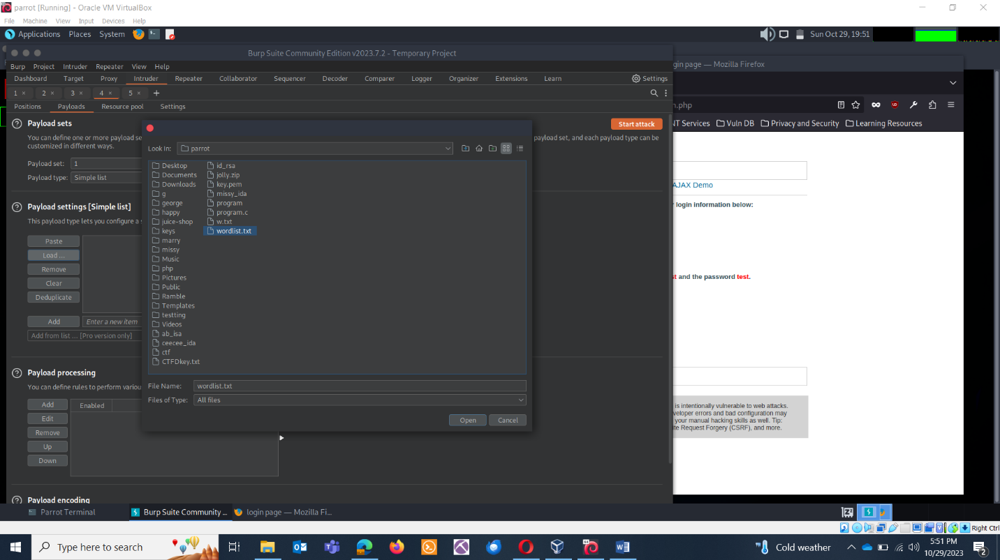 parrot [Running] - Oracle VM VirtualBox
File Machine View Input Devices Help
Applications Places System
Sun Oct 29, 19:51
Burp Suite Community Edition v2023.7.2 - Temporary Project
Burp Project Intruder Repeater View Help
Dashboard Target Proxy Intruder Repeater Collaborator Sequencer Decoder Comparer Logger Organizer Extensions Learn Settings
1 × 2 × 3 × 4 × 5 × +
Positions Payloads Resource pool Settings
Payload sets
Start attack
You can define one or more payload se
payload set, and each payload type can be
customized in different ways.
Payload set: 1
Payload type: Simple list
Payload settings [Simple list]
This payload type lets you configure a s
Paste
Load ...
Remove
Clear
Deduplicate
Add Enter a new item
Add from list ... [Pro version only]
Payload processing
You can define rules to perform variou
Add Enabled
Edit
Remove
Up
Down
Payload encoding
Look In: parrot
Desktop
Documents
Downloads
g
george
happy
juice-shop
keys
marry
missy
Music
php
Pictures
Public
Ramble
Templates
testting
Videos
ab_isa
ceecee_ida
ctf
CTFDkey.txt
id_rsa
jolly.zip
key.pem
missy_ida
program
program.c
w.txt
wordlist.txt
File Name: wordlist.txt
Files of Type: All files
Open Cancel
gin page — Mozilla Firefox
n.php
NT Services Vuln DB Privacy and Security Learning Resources
AJAX Demo
login information below:
st and the password test.
is intentionally vulnerable to web attacks.
veloper errors and bad configuration may
your manual hacking skills as well. Tip:
ite Request Forgery (CSRF), and more.
Parrot Terminal Burp Suite Community ... login page — Mozilla Fi...
Right Ctrl
Type here to search
Cold weather
5:51 PM
10/29/2023
2